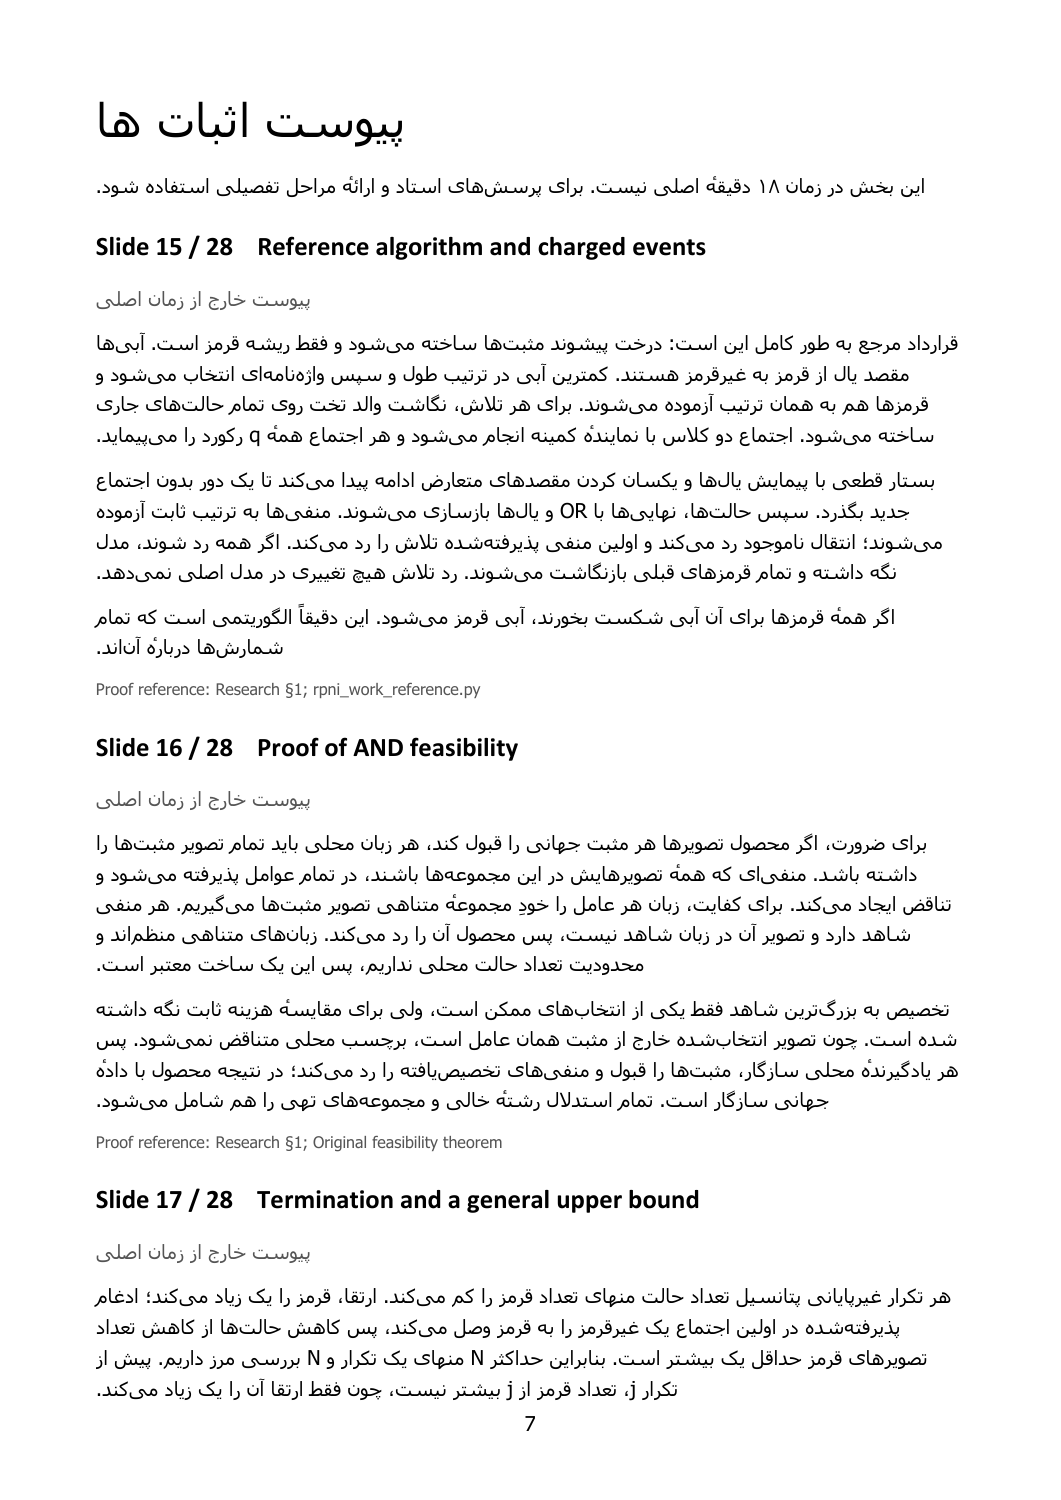 پیوست اثبات ها
این بخش در زمان ۱۸ دقیقهٔ اصلی نیست. برای پرسش‌های استاد و ارائهٔ مراحل تفصیلی استفاده شود.
Slide 15 / 28 Reference algorithm and charged events
پیوست خارج از زمان اصلی
قرارداد مرجع به طور کامل این است: درخت پیشوند مثبت‌ها ساخته می‌شود و فقط ریشه قرمز است. آبی‌ها
مقصد یال از قرمز به غیرقرمز هستند. کمترین آبی در ترتیب طول و سپس واژه‌نامه‌ای انتخاب می‌شود و
قرمزها هم به همان ترتیب آزموده می‌شوند. برای هر تلاش، نگاشت والد تخت روی تمام حالت‌های جاری
ساخته می‌شود. اجتماع دو کلاس با نمایندهٔ کمینه انجام می‌شود و هر اجتماع همهٔ q رکورد را می‌پیماید.
بستار قطعی با پیمایش یال‌ها و یکسان کردن مقصدهای متعارض ادامه پیدا می‌کند تا یک دور بدون اجتماع
جدید بگذرد. سپس حالت‌ها، نهایی‌ها با OR و یال‌ها بازسازی می‌شوند. منفی‌ها به ترتیب ثابت آزموده
می‌شوند؛ انتقال ناموجود رد می‌کند و اولین منفی پذیرفته‌شده تلاش را رد می‌کند. اگر همه رد شوند، مدل
نگه داشته و تمام قرمزهای قبلی بازنگاشت می‌شوند. رد تلاش هیچ تغییری در مدل اصلی نمی‌دهد.
اگر همهٔ قرمزها برای آن آبی شکست بخورند، آبی قرمز می‌شود. این دقیقاً الگوریتمی است که تمام
شمارش‌ها دربارهٔ آن‌اند.
Proof reference: Research §1; rpni_work_reference.py
Slide 16 / 28 Proof of AND feasibility
پیوست خارج از زمان اصلی
برای ضرورت، اگر محصول تصویرها هر مثبت جهانی را قبول کند، هر زبان محلی باید تمام تصویر مثبت‌ها را
داشته باشد. منفی‌ای که همهٔ تصویرهایش در این مجموعه‌ها باشند، در تمام عوامل پذیرفته می‌شود و
تناقض ایجاد می‌کند. برای کفایت، زبان هر عامل را خودِ مجموعهٔ متناهی تصویر مثبت‌ها می‌گیریم. هر منفی
شاهد دارد و تصویر آن در زبان شاهد نیست، پس محصول آن را رد می‌کند. زبان‌های متناهی منظم‌اند و
محدودیت تعداد حالت محلی نداریم، پس این یک ساخت معتبر است.
تخصیص به بزرگ‌ترین شاهد فقط یکی از انتخاب‌های ممکن است، ولی برای مقایسهٔ هزینه ثابت نگه داشته
شده است. چون تصویر انتخاب‌شده خارج از مثبت همان عامل است، برچسب محلی متناقض نمی‌شود. پس
هر یادگیرندهٔ محلی سازگار، مثبت‌ها را قبول و منفی‌های تخصیص‌یافته را رد می‌کند؛ در نتیجه محصول با دادهٔ
جهانی سازگار است. تمام استدلال رشتهٔ خالی و مجموعه‌های تهی را هم شامل می‌شود.
Proof reference: Research §1; Original feasibility theorem
Slide 17 / 28 Termination and a general upper bound
پیوست خارج از زمان اصلی
هر تکرار غیرپایانی پتانسیل تعداد حالت منهای تعداد قرمز را کم می‌کند. ارتقا، قرمز را یک زیاد می‌کند؛ ادغام
پذیرفته‌شده در اولین اجتماع یک غیرقرمز را به قرمز وصل می‌کند، پس کاهش حالت‌ها از کاهش تعداد
تصویرهای قرمز حداقل یک بیشتر است. بنابراین حداکثر N منهای یک تکرار و N بررسی مرز داریم. پیش از
تکرار j، تعداد قرمز از j بیشتر نیست، چون فقط ارتقا آن را یک زیاد می‌کند.
7